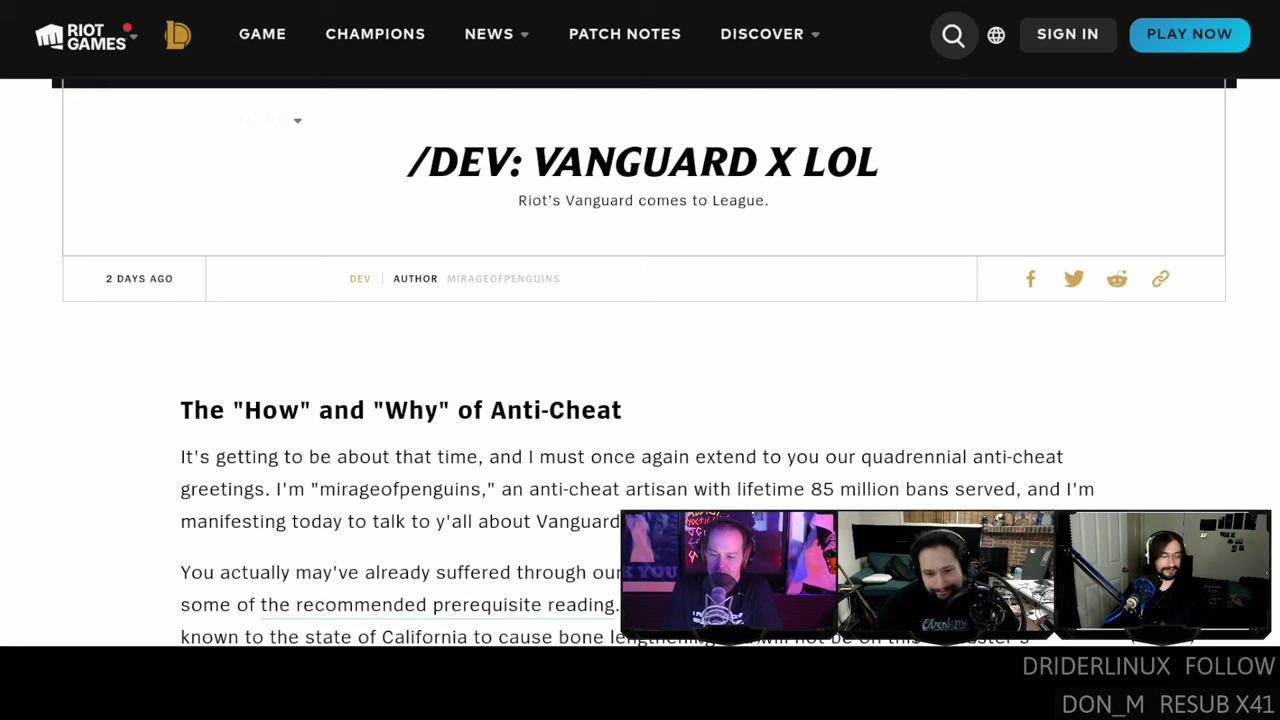 RIOT GAMES
GAME
CHAMPIONS
NEWS
PATCH NOTES
DISCOVER
SIGN IN
PLAY NOW
MORE
/DEV: VANGUARD X LOL
Riot's Vanguard comes to League.
2 DAYS AGO
DEV
AUTHOR MIRAGEOFPENGUINS
The "How" and "Why" of Anti-Cheat
It's getting to be about that time, and I must once again extend to you our quadrennial anti-cheat
greetings. I'm "mirageofpenguins," an anti-cheat artisan with lifetime 85 million bans served, and I'm
manifesting today to talk to y'all about Vanguard
You actually may've already suffered through our
some of the recommended prerequisite reading.
known to the state of California to cause bone
DRIDERLINUX FOLLOW
DON_M RESUB X41